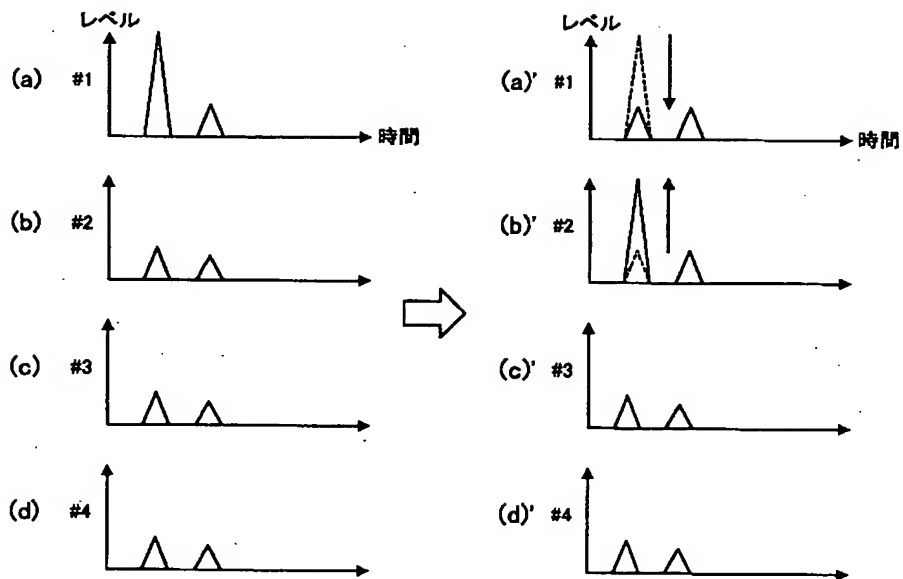 レベル
(a) #1
時間
(b) #2
(c) #3
(d) #4
レベル
(a)' #1
時間
(b)' #2
(c)' #3
(d)' #4